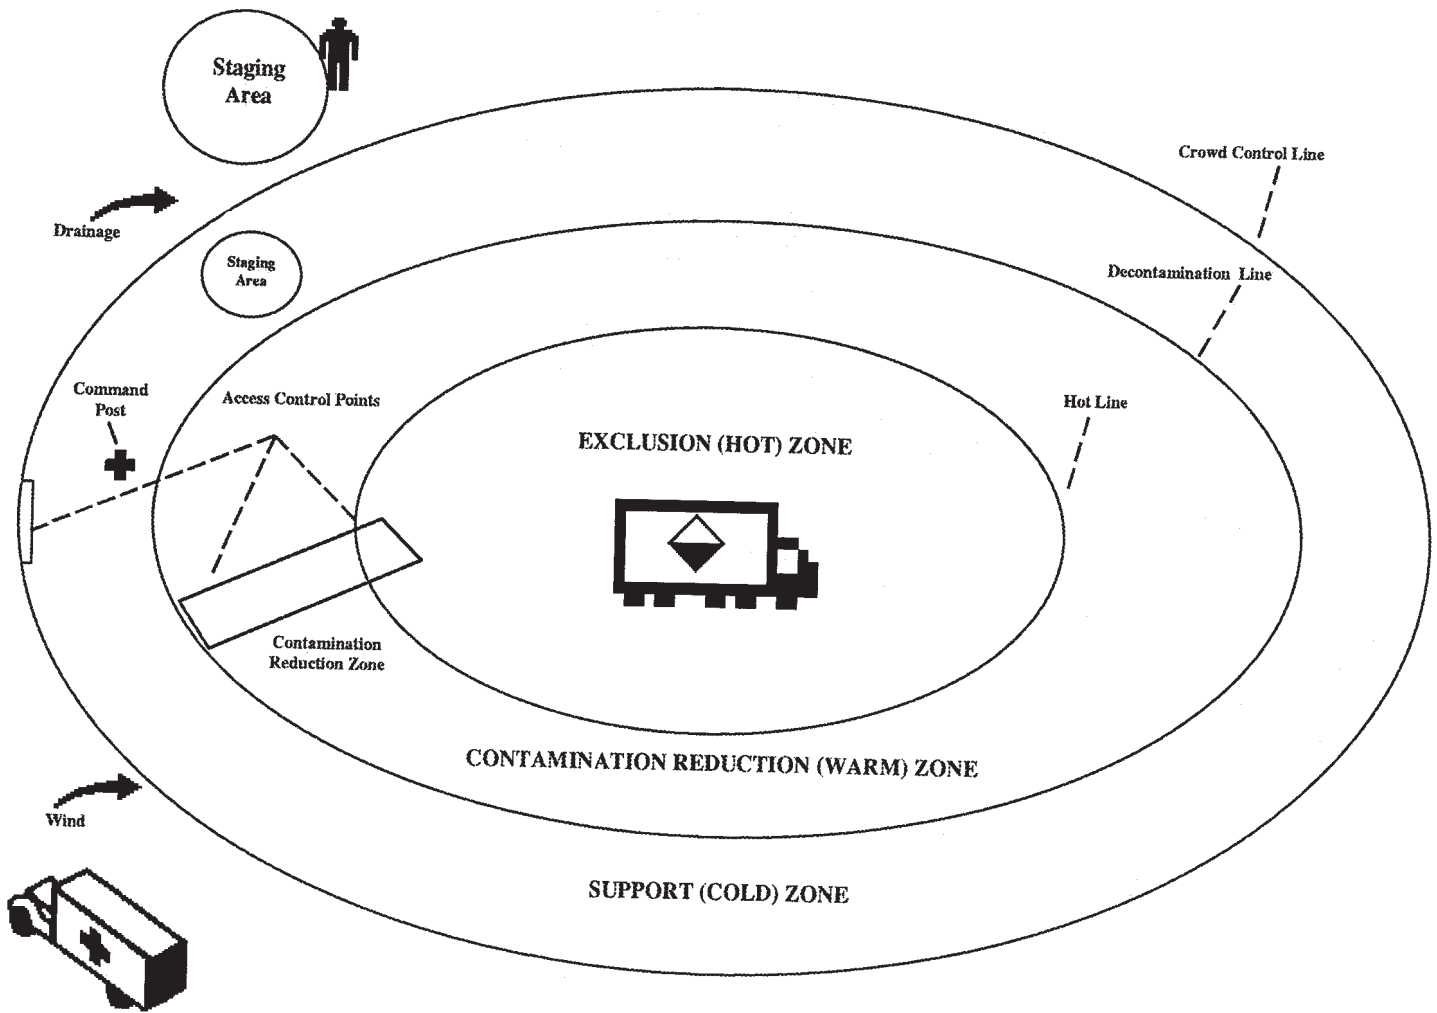 Staging
Area
Crowd Control Line
Drainage
Staging
Area
Decontamination Line
Command
Post
Access Control Points
Hot Line
EXCLUSION (HOT) ZONE
Contamination
Reduction Zone
CONTAMINATION REDUCTION (WARM) ZONE
Wind
SUPPORT (COLD) ZONE